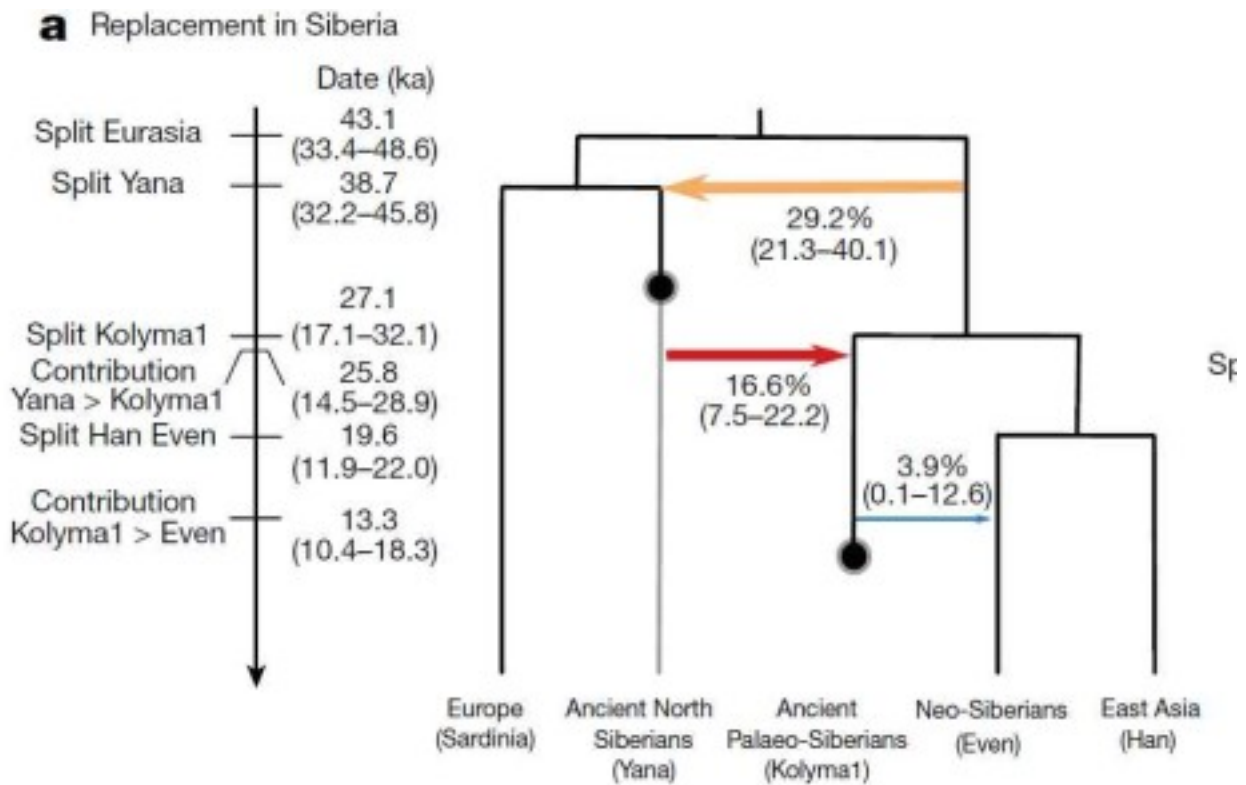 a Replacement in Siberia
Date (ka)
Split Eurasia
43.1
(33.4–48.6)
Split Yana
38.7
(32.2–45.8)
29.2%
(21.3–40.1)
27.1
Split Kolyma1
(17.1–32.1)
Contribution
Yana > Kolyma1
25.8
(14.5–28.9)
16.6%
(7.5–22.2)
Split Han Even
19.6
(11.9–22.0)
3.9%
(0.1–12.6)
Contribution
Kolyma1 > Even
13.3
(10.4–18.3)
Sp
Europe
(Sardinia)
Ancient North
Siberians
(Yana)
Ancient
Palaeo-Siberians
(Kolyma1)
Neo-Siberians
(Even)
East Asia
(Han)